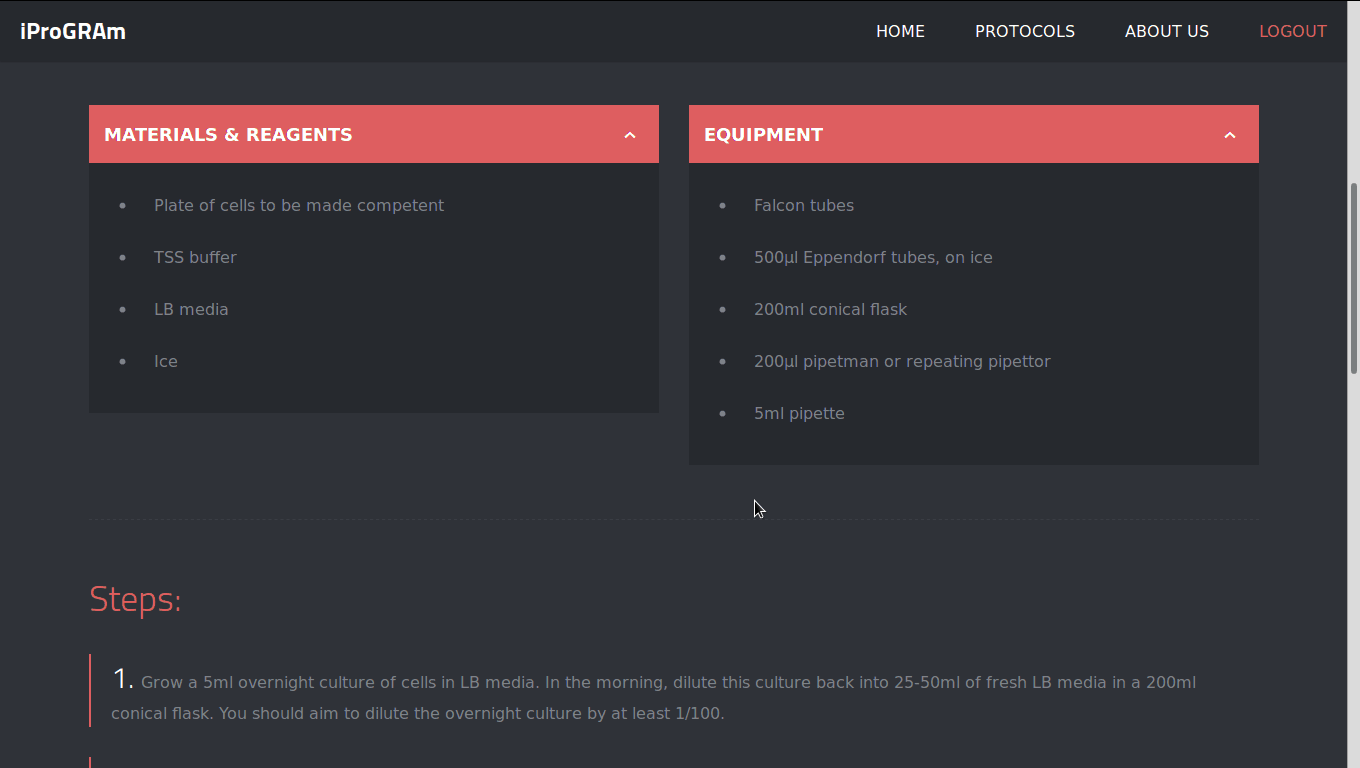 iProGRAm
HOME PROTOCOLS ABOUT US LOGOUT
MATERIALS & REAGENTS
• Plate of cells to be made competent
• TSS buffer
• LB media
• Ice
EQUIPMENT
• Falcon tubes
• 500µl Eppendorf tubes, on ice
• 200ml conical flask
• 200µl pipetman or repeating pipettor
• 5ml pipette
Steps:
1. Grow a 5ml overnight culture of cells in LB media. In the morning, dilute this culture back into 25-50ml of fresh LB media in a 200ml
conical flask. You should aim to dilute the overnight culture by at least 1/100.